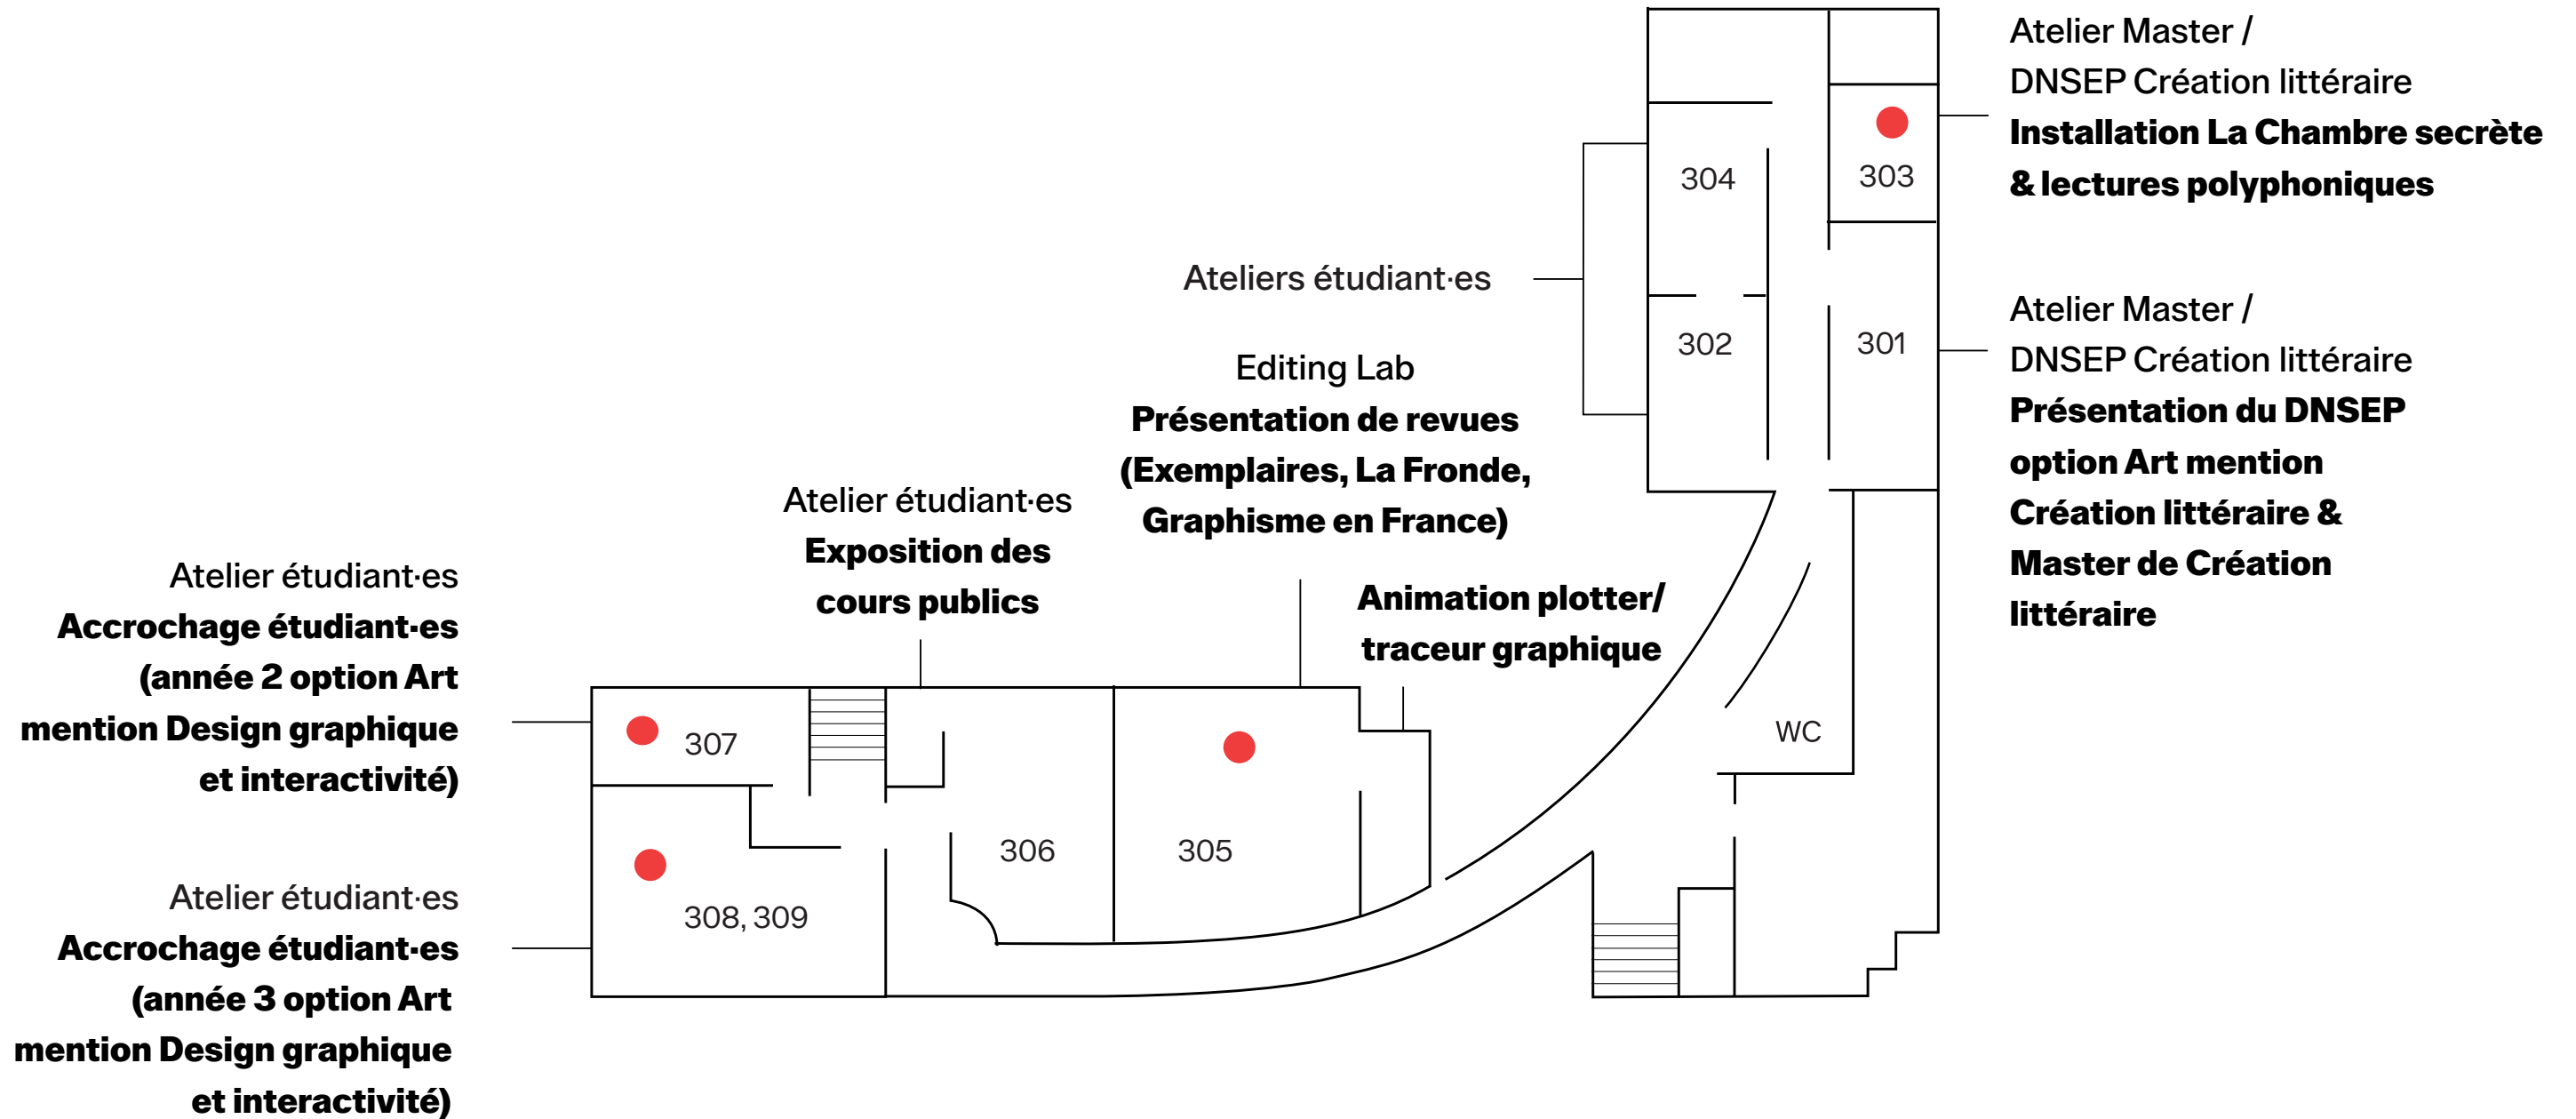 Atelier Master /
DNSEP Création littéraire
Installation La Chambre secrète
& lectures polyphoniques
304
303
Ateliers étudiant·es
Atelier Master /
DNSEP Création littéraire
Présentation du DNSEP
option Art mention
Création littéraire &
Master de Création
littéraire
302
301
Editing Lab
Présentation de revues
(Exemplaires, La Fronde,
Graphisme en France)
Atelier étudiant·es
Exposition des
cours publics
Animation plotter/
traceur graphique
Atelier étudiant·es
Accrochage étudiant·es
(année 2 option Art
mention Design graphique
et interactivité)
307
WC
306
305
308, 309
Atelier étudiant·es
Accrochage étudiant·es
(année 3 option Art
mention Design graphique
et interactivité)